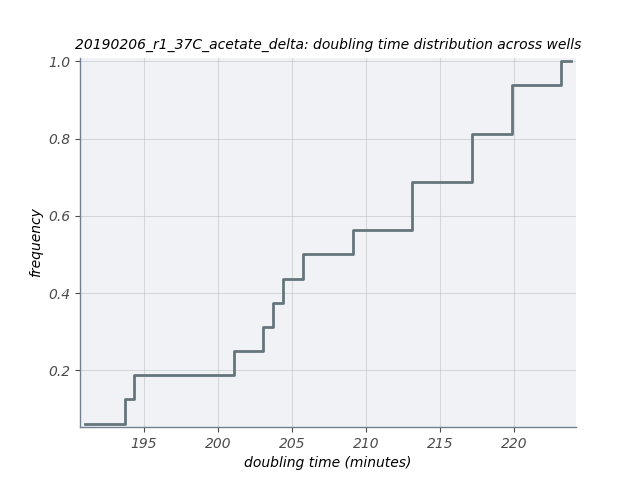 20190206_r1_37C_acetate_delta: doubling time distribution across wells
1.0
0.8
0.6
0.4
0.2
frequency
195 200 205 210 215 220
doubling time (minutes)